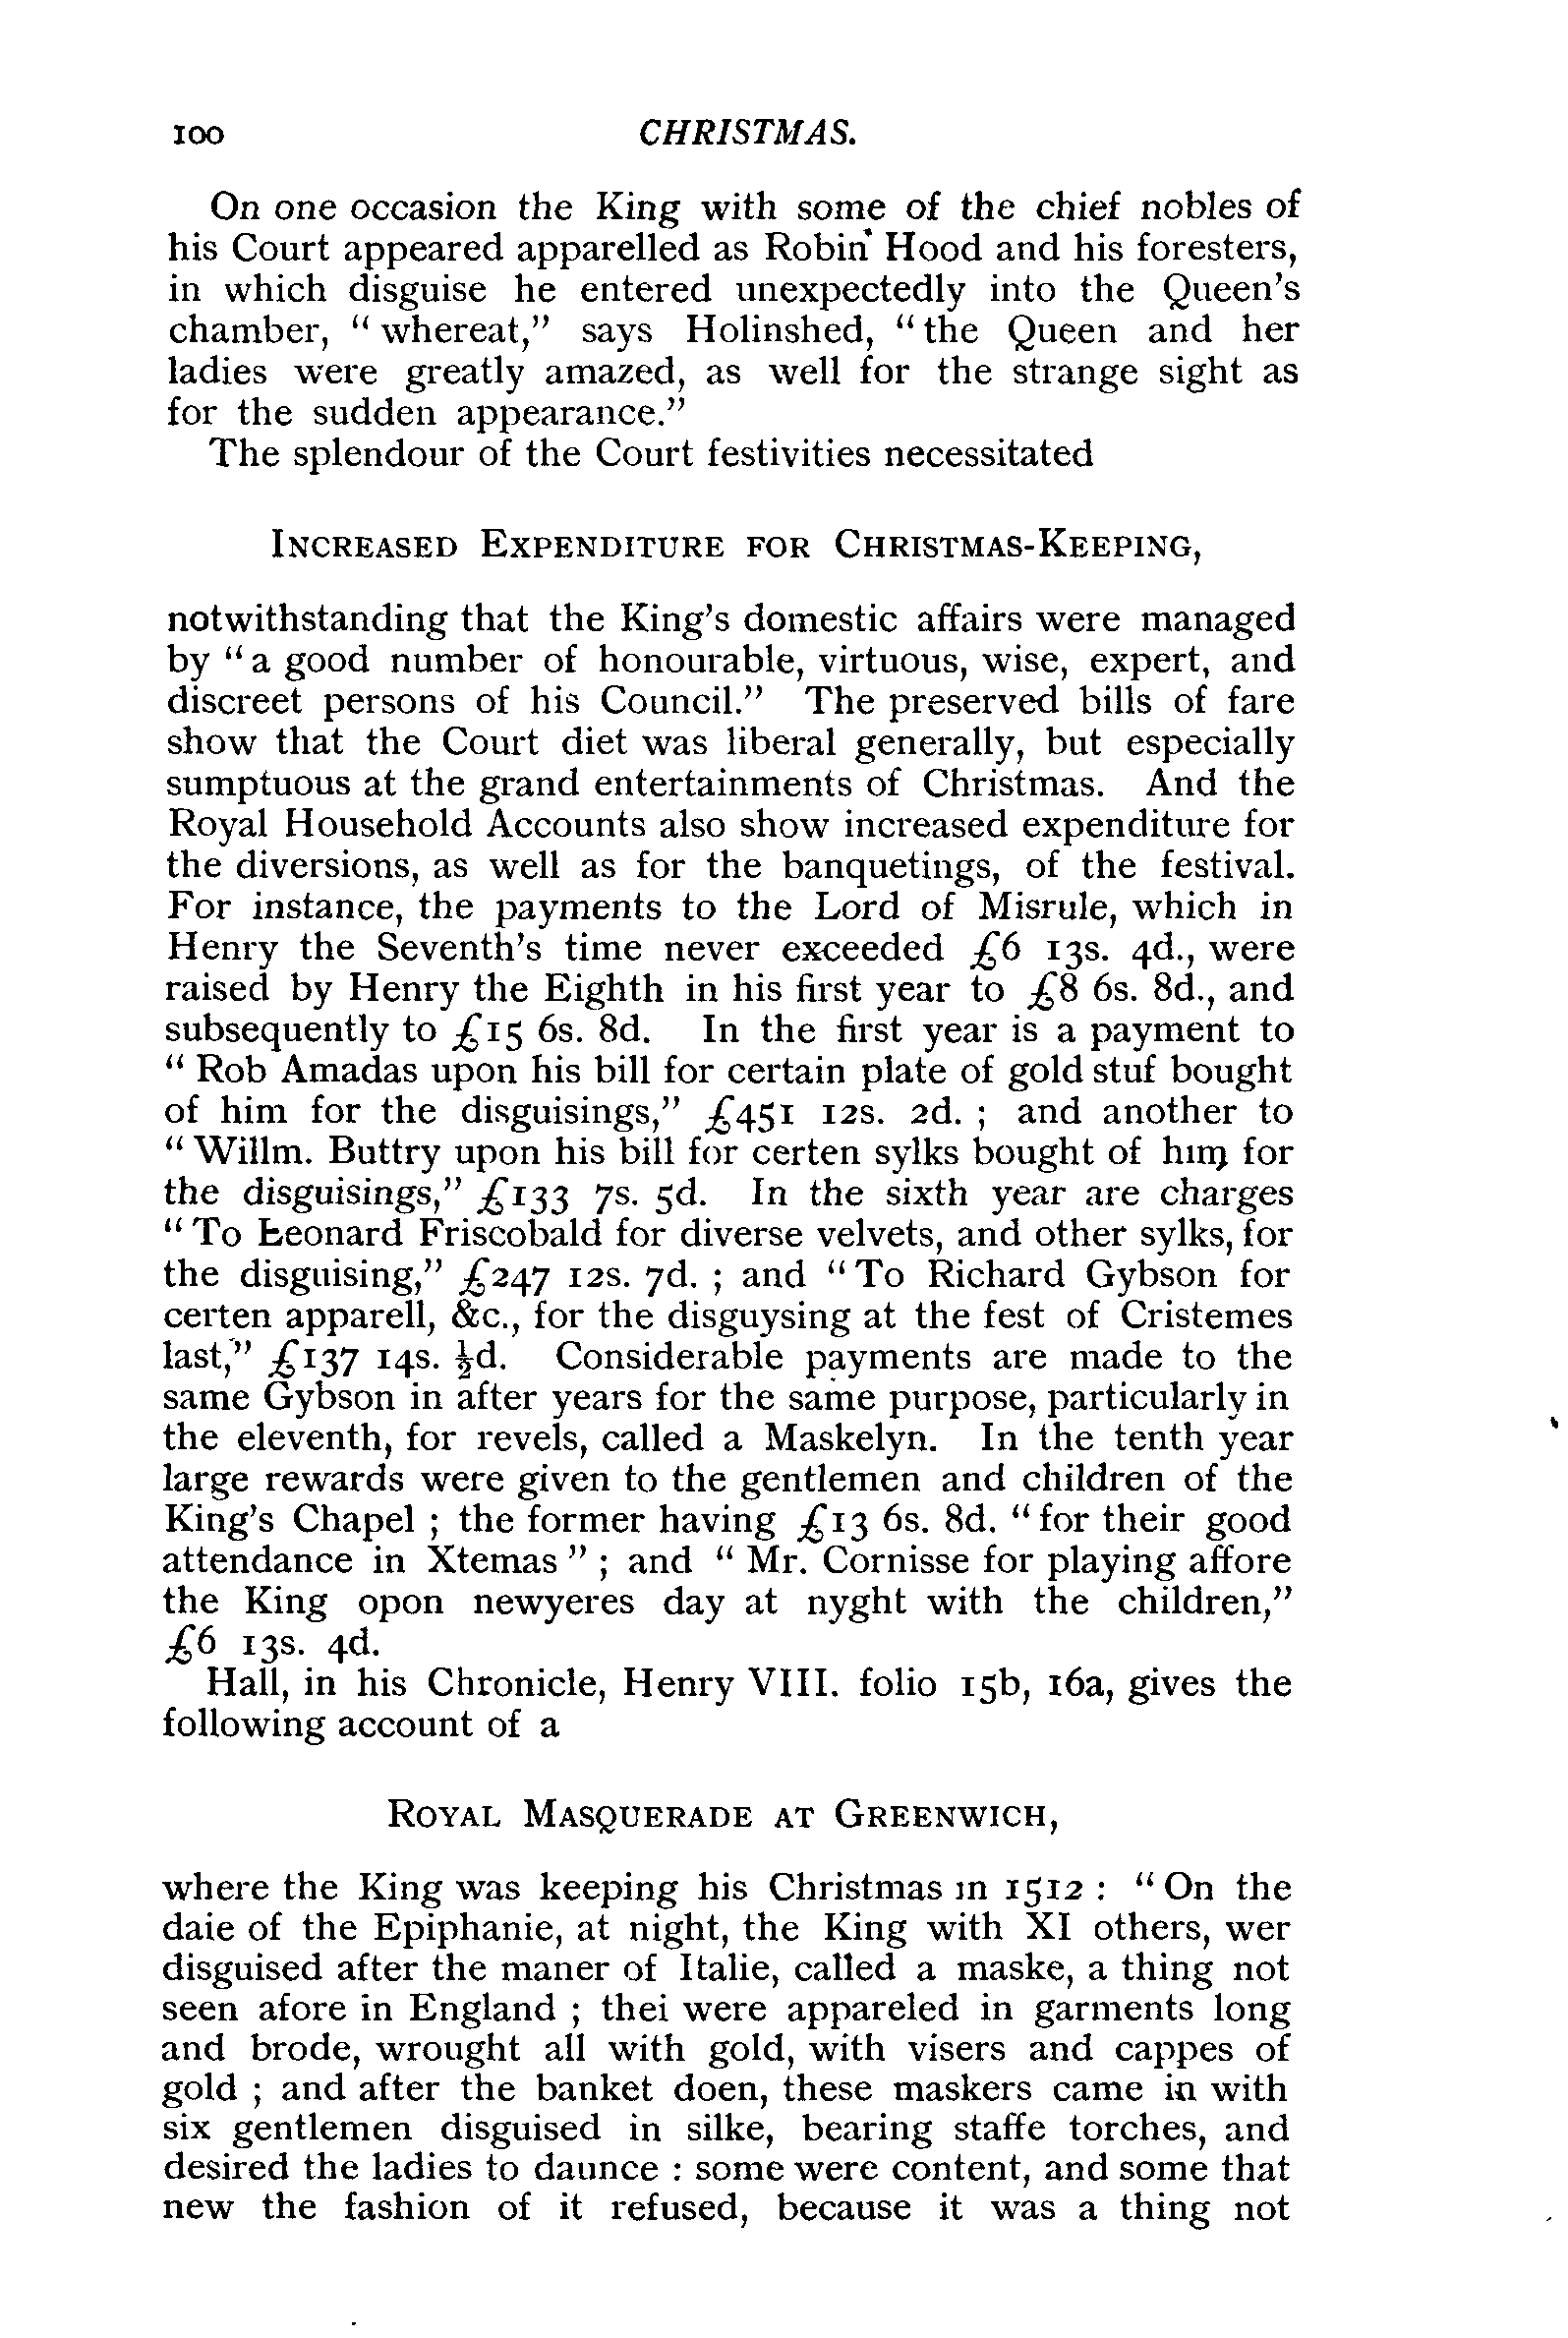 100 CHRISTMAS.
On one occasion the King with some of the chief nobles of
his Court appeared apparelled as Robin Hood and his foresters,
in which disguise he entered unexpectedly into the Queen's
chamber, "whereat," says Holinshed, "the Queen and her
ladies were greatly amazed, as well for the strange sight as
for the sudden appearance."
The splendour of the Court festivities necessitated
INCREASED EXPENDITURE FOR CHRISTMAS-KEEPING,
notwithstanding that the King's domestic affairs were managed
by "a good number of honourable, virtuous, wise, expert, and
discreet persons of his Council." The preserved bills of fare
show that the Court diet was liberal generally, but especially
sumptuous at the grand entertainments of Christmas. And the
Royal Household Accounts also show increased expenditure for
the diversions, as well as for the banquetings, of the festival.
For instance, the payments to the Lord of Misrule, which in
Henry the Seventh's time never exceeded £6 13s. 4d., were
raised by Henry the Eighth in his first year to £8 6s. 8d., and
subsequently to £15 6s. 8d. In the first year is a payment to
"Rob Amadas upon his bill for certain plate of gold stuf bought
of him for the disguisings," £451 12s. 2d. ; and another to
"Willm. Buttry upon his bill for certen sylks bought of him for
the disguisings," £133 7s. 5d. In the sixth year are charges
"To Leonard Friscobald for diverse velvets, and other sylks, for
the disguising," £247 12s. 7d. ; and "To Richard Gybson for
certen apparell, &c., for the disguysing at the fest of Cristemes
last," £137 14s. ½d. Considerable payments are made to the
same Gybson in after years for the same purpose, particularly in
the eleventh, for revels, called a Maskelyn. In the tenth year
large rewards were given to the gentlemen and children of the
King's Chapel ; the former having £13 6s. 8d. "for their good
attendance in Xtemas" ; and "Mr. Cornisse for playing affore
the King opon newyeres day at nyght with the children,"
£6 13s. 4d.
Hall, in his Chronicle, Henry VIII. folio 15b, 16a, gives the
following account of a
ROYAL MASQUERADE AT GREENWICH,
where the King was keeping his Christmas in 1512 : "On the
daie of the Epiphanie, at night, the King with XI others, wer
disguised after the maner of Italie, called a maske, a thing not
seen afore in England ; thei were appareled in garments long
and brode, wrought all with gold, with visers and cappes of
gold ; and after the banket doen, these maskers came in with
six gentlemen disguised in silke, bearing staffe torches, and
desired the ladies to daunce : some were content, and some that
new the fashion of it refused, because it was a thing not